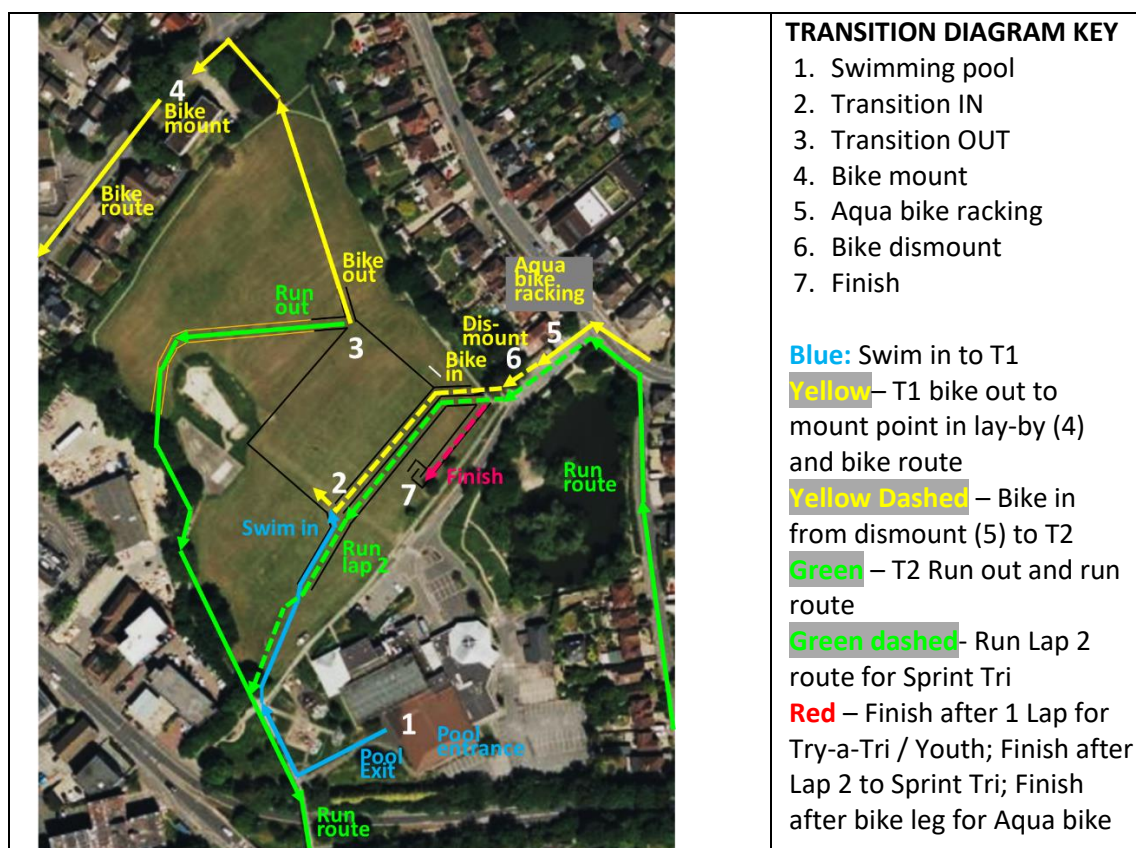 4
Bike
mount
Bike
route
Bike
out
Run
out
3
Aqua
bike
racking
Dis-
mount
5
6
Bike
in
2
Swim in
Run
lap 2
7
Finish
Run
route
1
Pool
entrance
Pool
Exit
Run
route
TRANSITION DIAGRAM KEY
1. Swimming pool
2. Transition IN
3. Transition OUT
4. Bike mount
5. Aqua bike racking
6. Bike dismount
7. Finish
Blue: Swim in to T1
Yellow– T1 bike out to
mount point in lay-by (4)
and bike route
Yellow Dashed – Bike in
from dismount (5) to T2
Green – T2 Run out and run
route
Green dashed- Run Lap 2
route for Sprint Tri
Red – Finish after 1 Lap for
Try-a-Tri / Youth; Finish after
Lap 2 to Sprint Tri; Finish
after bike leg for Aqua bike